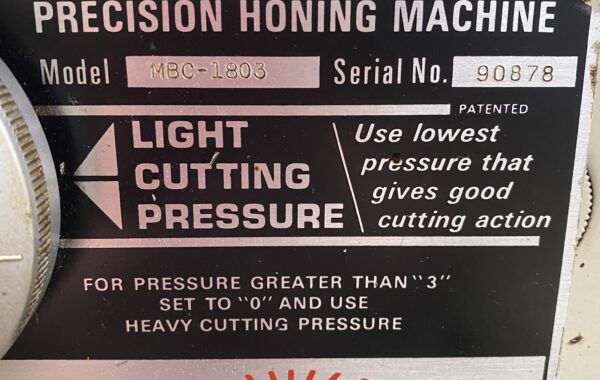 PRECISION HONING MACHINE
Model MBC-1803 Serial No. 90878
PATENTED
LIGHT
CUTTING
PRESSURE
Use lowest
pressure that
gives good
cutting action
FOR PRESSURE GREATER THAN "3"
SET TO "0" AND USE
HEAVY CUTTING PRESSURE